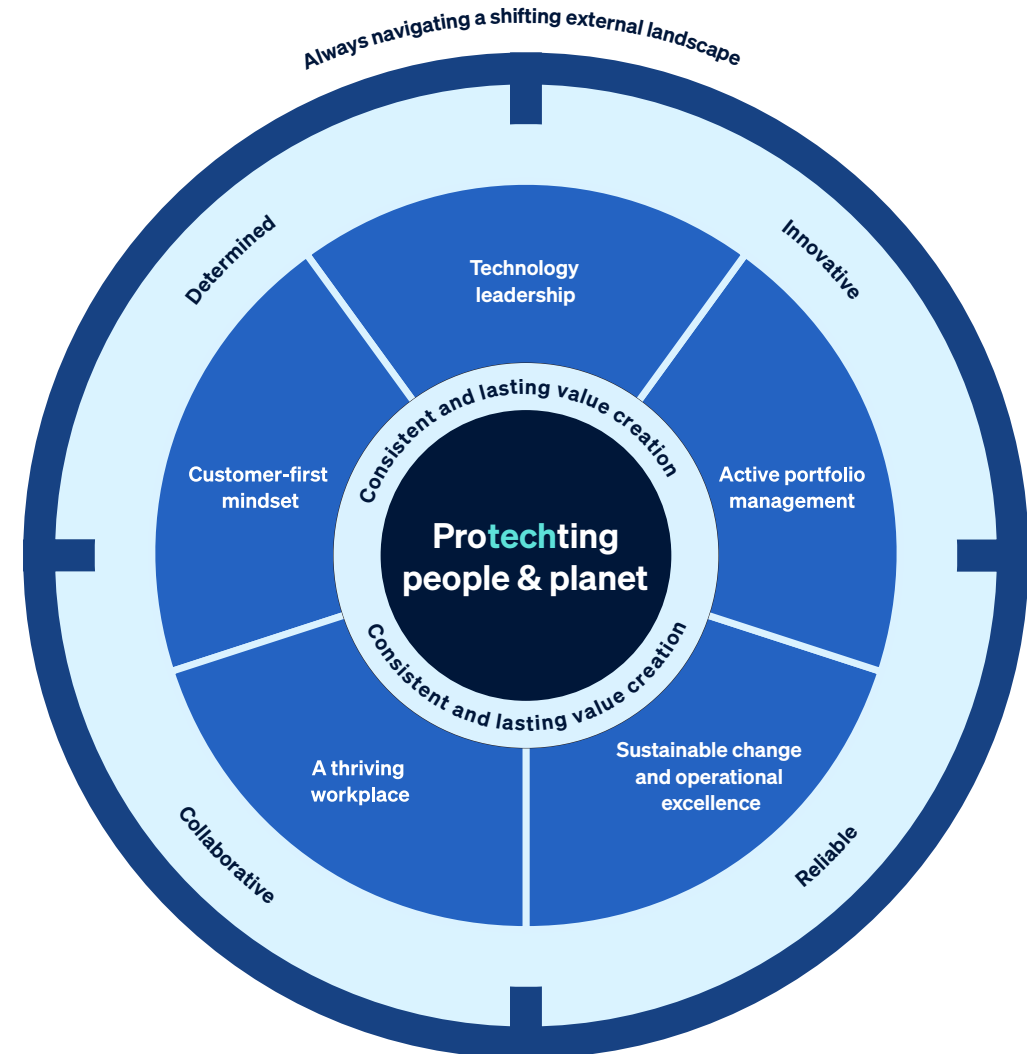 Always navigating a shifting external landscape
Determined
Innovative
Technology
leadership
Consistent and lasting value creation
Customer-first
mindset
Active portfolio
management
Protechting
people & planet
Consistent and lasting value creation
A thriving
workplace
Sustainable change
and operational
excellence
Collaborative
Reliable